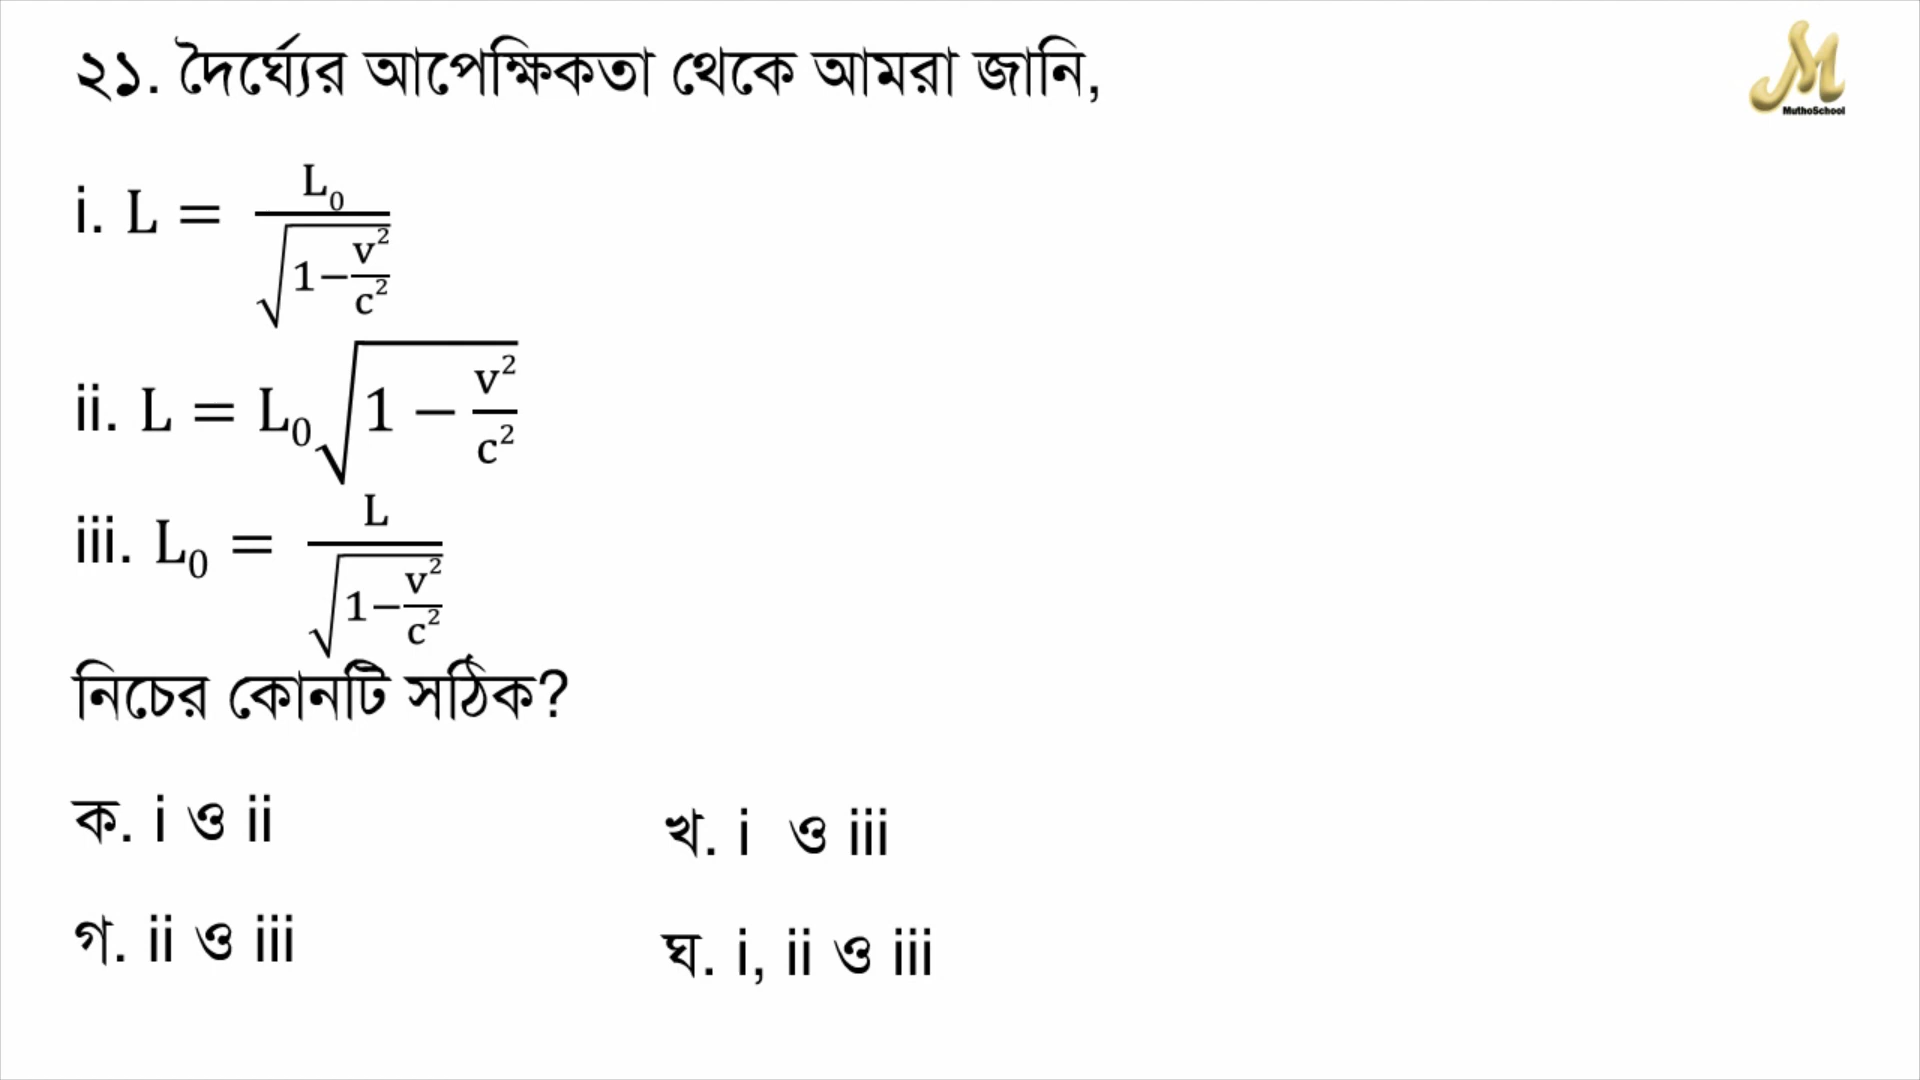 ২১. দৈর্ঘ্যের আপেক্ষিকতা থেকে আমরা জানি,
MuthoSchool
i. L = L₀ / √(1−v²/c²)
ii. L = L₀√(1 − v²/c²)
iii. L₀ = L / √(1−v²/c²)
নিচের কোনটি সঠিক?
ক. i ও ii
খ. i ও iii
গ. ii ও iii
ঘ. i, ii ও iii